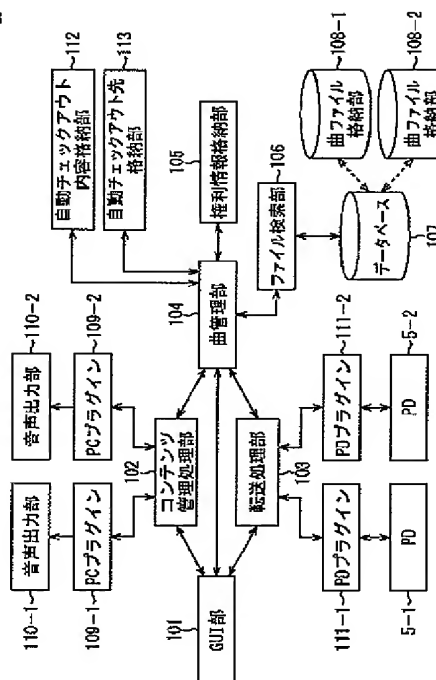 112
自動チェックアウト
内容格納部
113
自動チェックアウト先
格納部
108-1
曲ファイル
格納部
108-2
曲ファイル
格納部
110-1
音声出力部
110-2
音声出力部
109-1
PCプラグイン
109-2
PCプラグイン
105
権利情報格納部
106
ファイル検索部
107
データベース
104
曲管理部
102
コンテンツ
管理処理部
103
転送処理部
101
GUI部
111-1
PDプラグイン
111-2
PDプラグイン
5-1
PD
5-2
PD